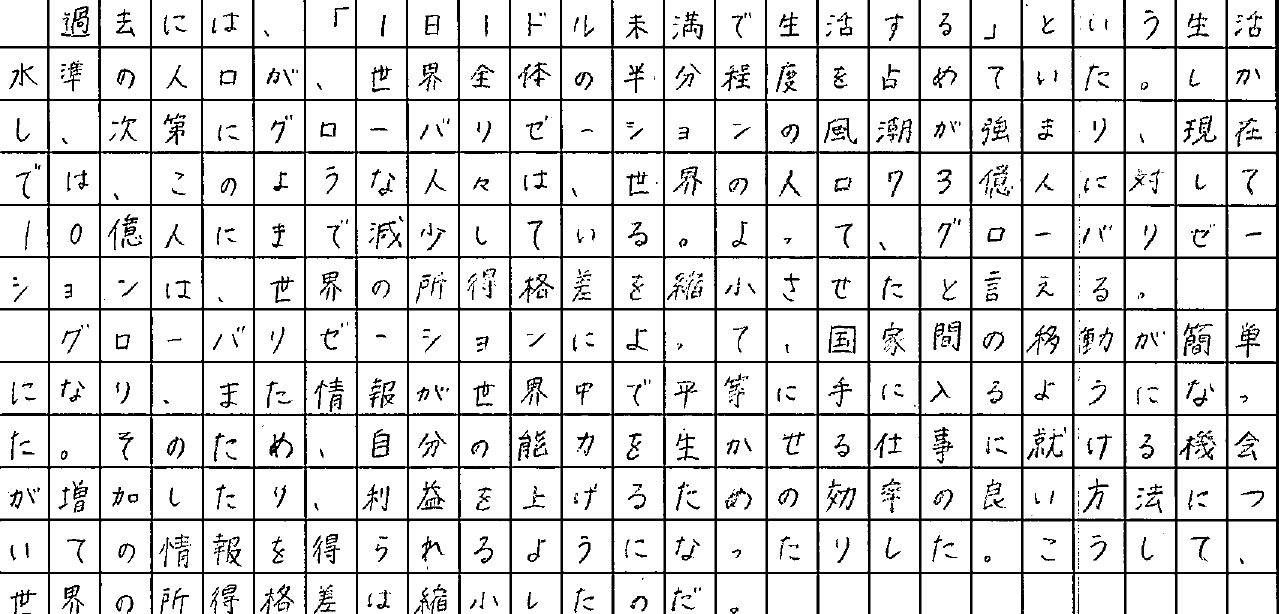 過去には、「1日1ドル未満で生活する」という生活
水準の人口が、世界全体の半分程度を占めていた。しか
し、次第にグローバリゼーションの風潮が強まり、現在
では、このような人々は、世界の人口73億人に対して
10億人にまで減少している。よって、グローバリゼー
ションは、世界の所得格差を縮小させたと言える。
グローバリゼーションによって、国家間の移動が簡単
になり、また情報が世界中で平等に手に入るようになっ
た。そのため、自分の能力を生かせる仕事に就ける機会
が増加したり、利益を上げるための効率の良い方法につ
いての情報を得られるようになったりした。こうして、
世界の所得格差は縮小したのだ。